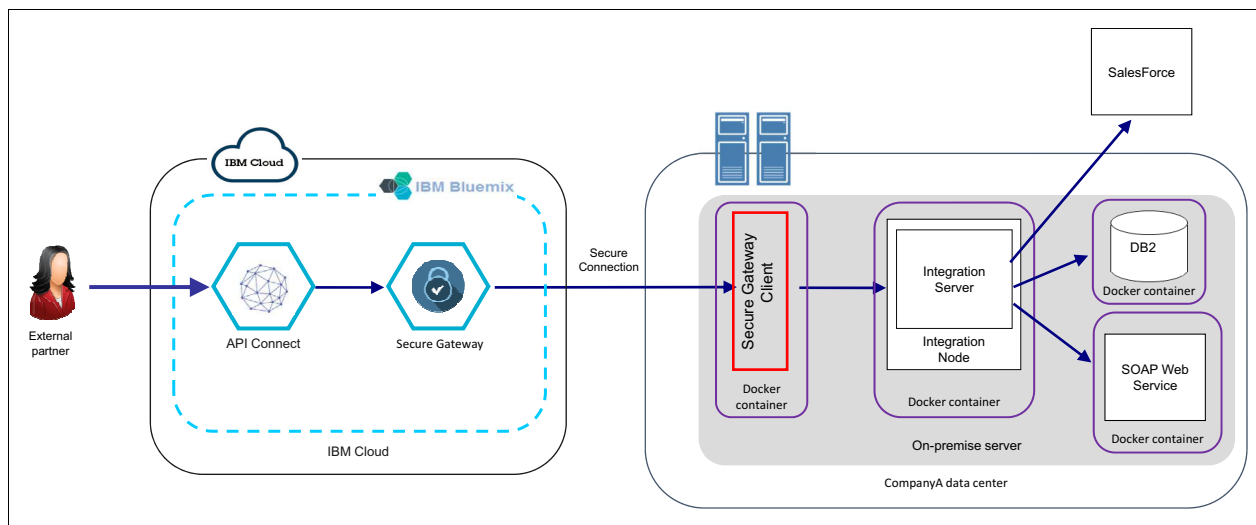 SalesForce
IBM Cloud
IBM Bluemix
Secure
Connection
Secure Gateway
Client
Integration
Server
Integration
Node
DB2
Docker container
External
partner
API Connect
Secure Gateway
Docker
container
Docker container
SOAP Web
Service
Docker container
IBM Cloud
On-premise server
CompanyA data center